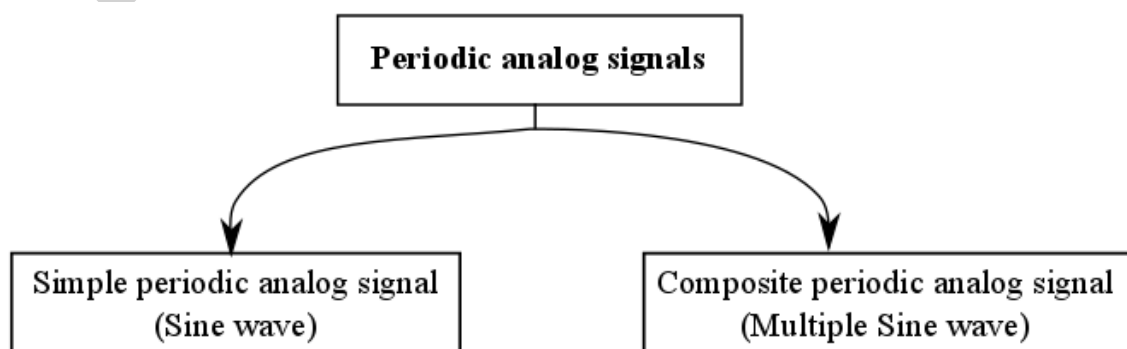 Periodic analog signals
Simple periodic analog signal
(Sine wave)
Composite periodic analog signal
(Multiple Sine wave)